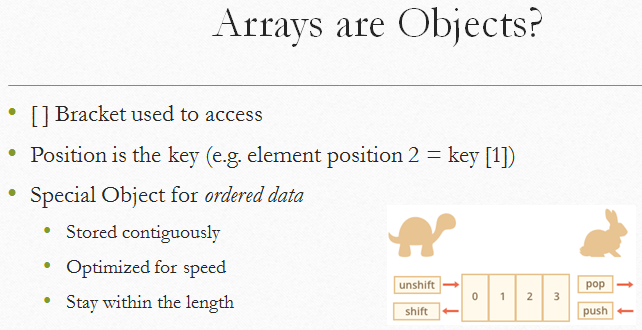 Arrays are Objects?
• [ ] Bracket used to access
• Position is the key (e.g. element position 2 = key [1])
• Special Object for ordered data
• Stored contiguously
• Optimized for speed
• Stay within the length
unshift 0 1 2 3 pop
shift push